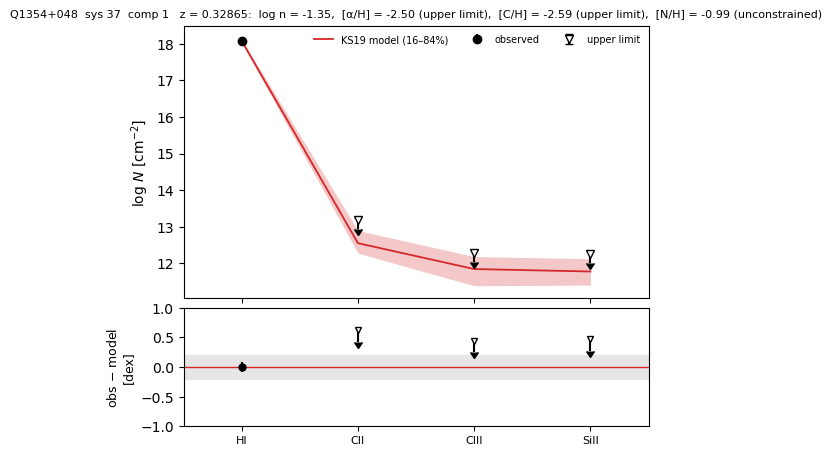 Q1354+048  sys 37  comp 1   z = 0.32865:  log n = -1.35,  [α/H] = -2.50 (upper limit),  [C/H] = -2.59 (upper limit),  [N/H] = -0.99 (unconstrained)
KS19 model (16–84%)
observed
upper limit
log N [cm⁻²]
18
17
16
15
14
13
12
obs − model
[dex]
1.0
0.5
0.0
−0.5
−1.0
HI
CII
CIII
SiII